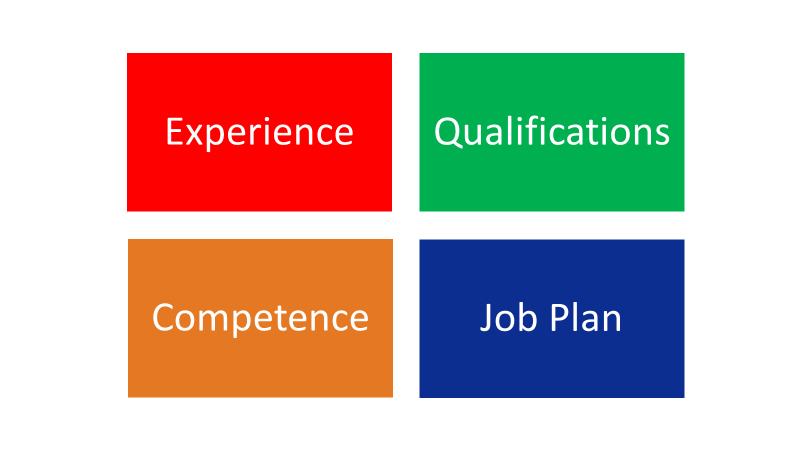 Experience
Qualifications
Competence
Job Plan